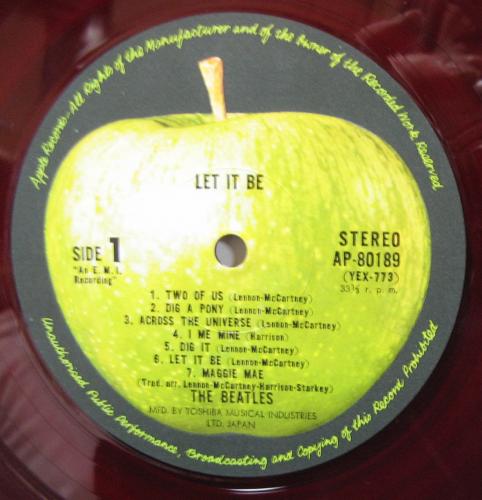 Apple Records-All Rights of the Manufacturer and of the Owner of the Recorded Work Reserved
LET IT BE
SIDE 1
"An E.M.I.
Recording"
STEREO
AP-80189
(YEX-773)
33⅓ r. p. m.
1. TWO OF US (Lennon-McCartney)
2. DIG A PONY (Lennon-McCartney)
3. ACROSS THE UNIVERSE (Lennon-McCartney)
4. I ME MINE (Harrison)
5. DIG IT (Lennon-McCartney)
6. LET IT BE (Lennon-McCartney)
7. MAGGIE MAE
(Trad. arr. Lennon-McCartney-Harrison-Starkey)
THE BEATLES
MFD. BY TOSHIBA MUSICAL INDUSTRIES
LTD. JAPAN
Unauthorized Public Performance, Broadcasting and Copying of this Record Prohibited